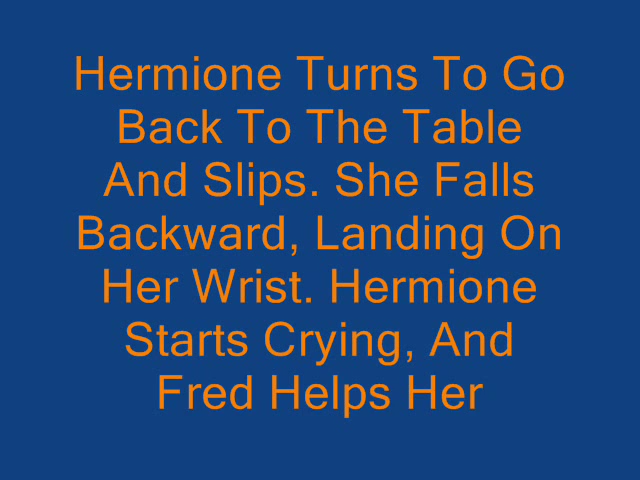 Hermione Turns To Go
Back To The Table
And Slips. She Falls
Backward, Landing On
Her Wrist. Hermione
Starts Crying, And
Fred Helps Her